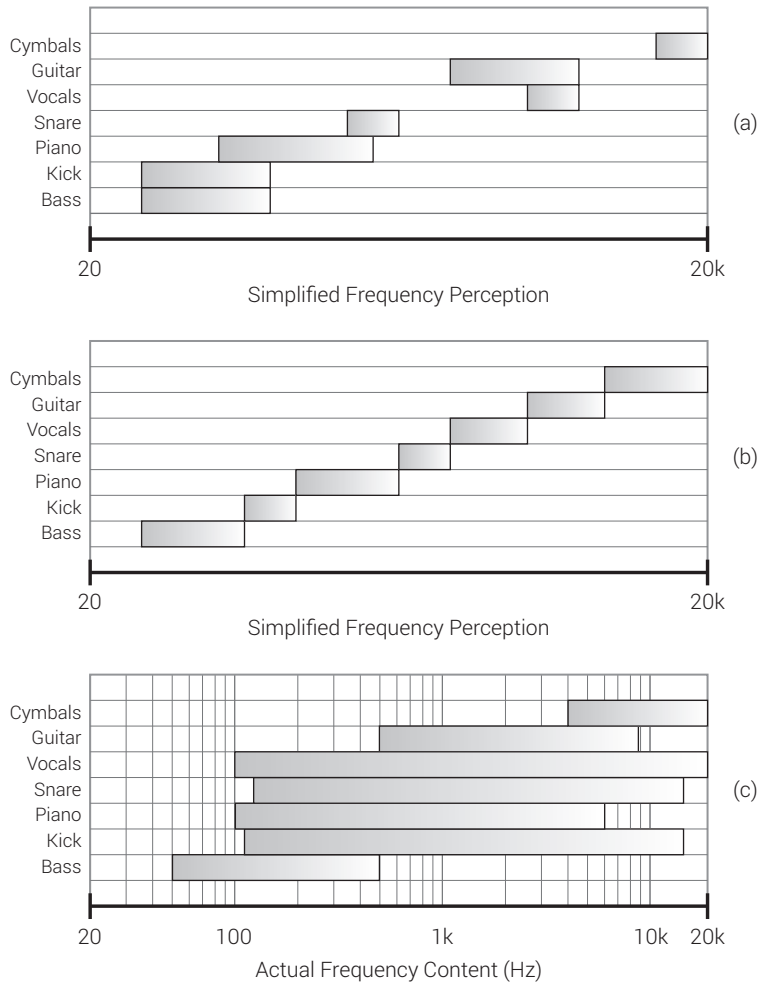 Cymbals
Guitar
Vocals
Snare
Piano
Kick
Bass
(a)
20 20k
Simplified Frequency Perception
Cymbals
Guitar
Vocals
Snare
Piano
Kick
Bass
(b)
20 20k
Simplified Frequency Perception
Cymbals
Guitar
Vocals
Snare
Piano
Kick
Bass
(c)
20 100 1k 10k 20k
Actual Frequency Content (Hz)